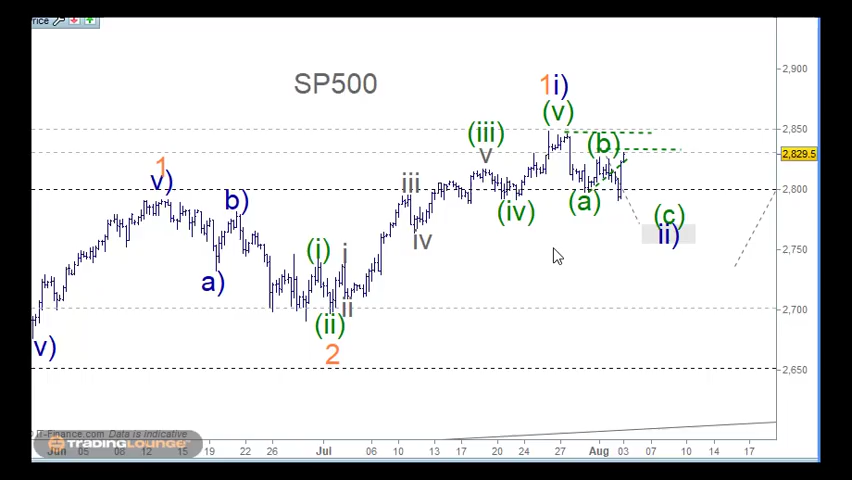 rice
SP500
2,900
1i)
(v)
2,850
(iii)
(b)
2,829.5
1
v)
v
iii
2,800
b)
(a)
(iv)
(c)
ii)
iv
(i)
i
2,750
a)
ii
2,700
(ii)
v)
2
2,650
IT-Finance.com Data is indicative
TRADINGLOUNGE
Jun 05 08 12 15 19 22 26 Jul 06 10 13 17 20 24 27 Aug 03 07 10 14 17